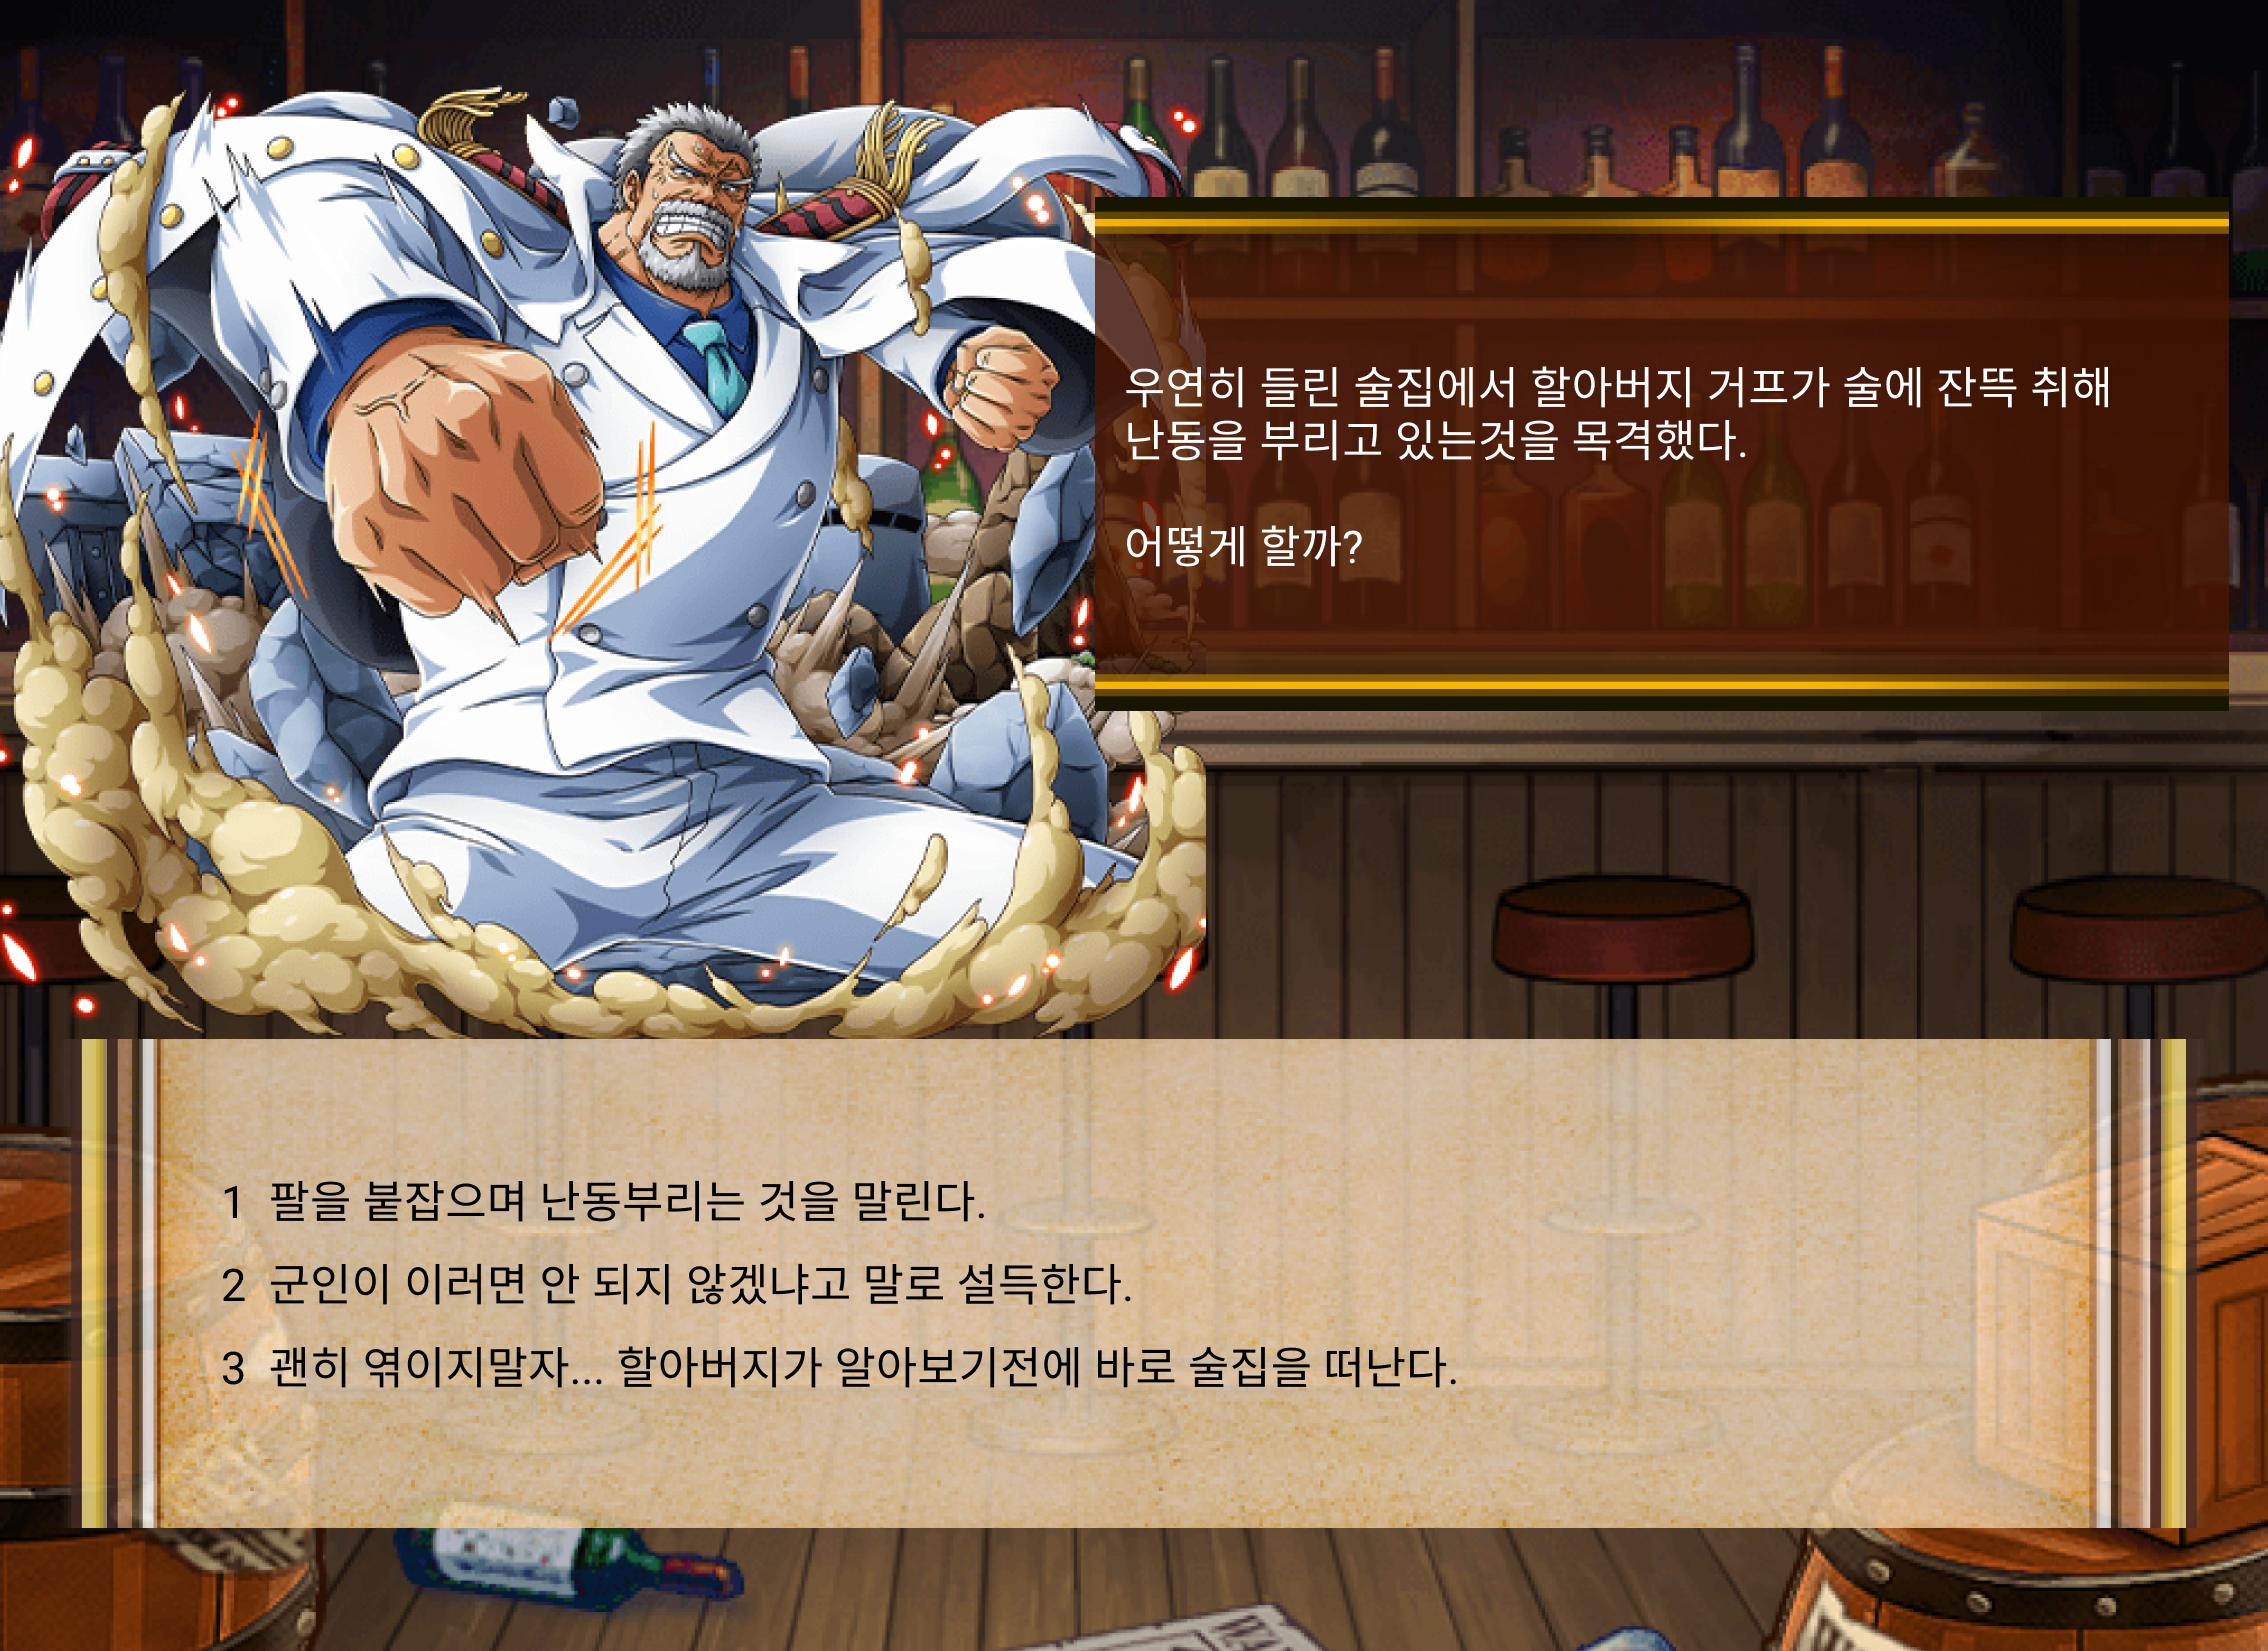 우연히 들린 술집에서 할아버지 거프가 술에 잔뜩 취해
난동을 부리고 있는것을 목격했다.
어떻게 할까?
1 팔을 붙잡으며 난동부리는 것을 말린다.
2 군인이 이러면 안 되지 않겠냐고 말로 설득한다.
3 괜히 엮이지말자... 할아버지가 알아보기전에 바로 술집을 떠난다.